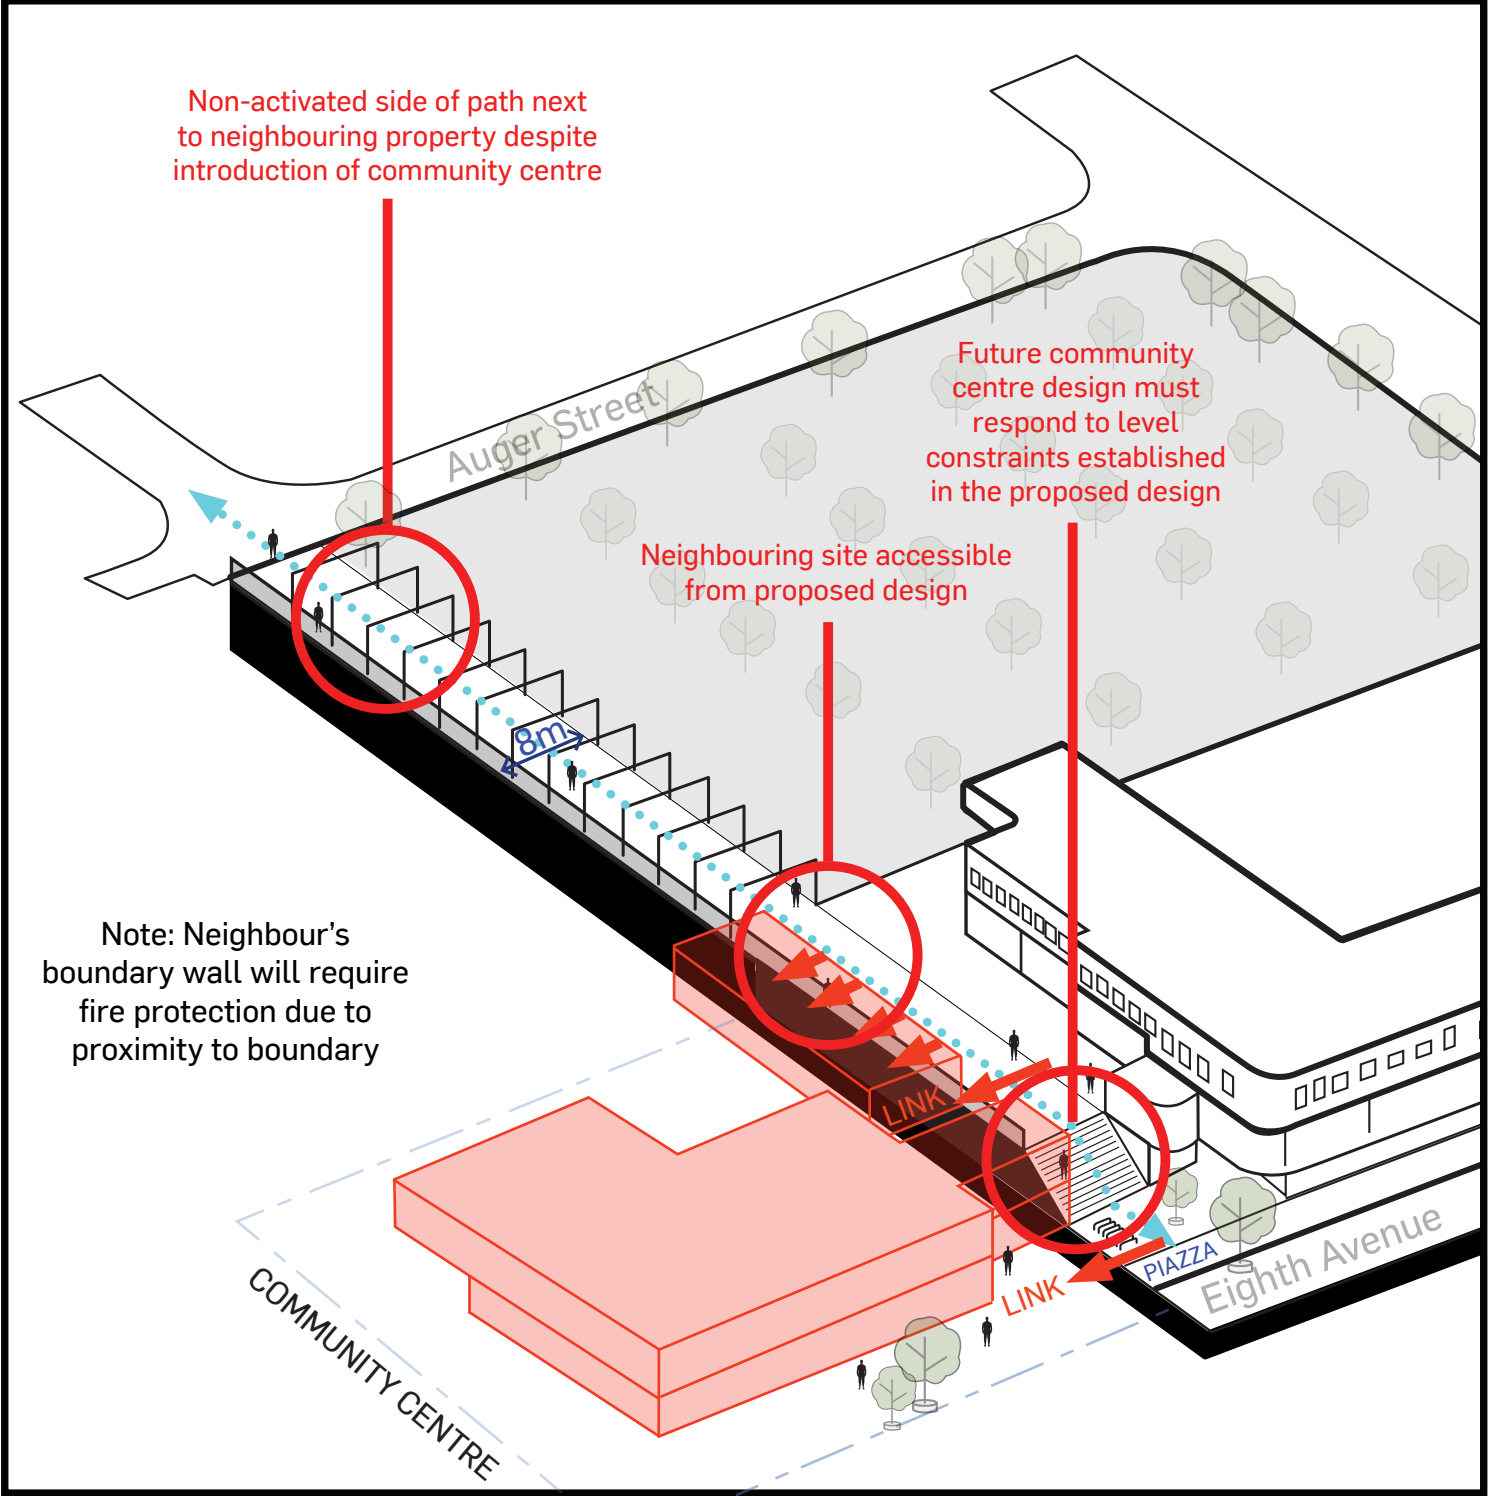 Non-activated side of path next
to neighbouring property despite
introduction of community centre
Auger Street
Future community
centre design must
respond to level
constraints established
in the proposed design
Neighbouring site accessible
from proposed design
8m
Note: Neighbour’s
boundary wall will require
fire protection due to
proximity to boundary
LINK
LINK
PIAZZA
Eighth Avenue
COMMUNITY CENTRE